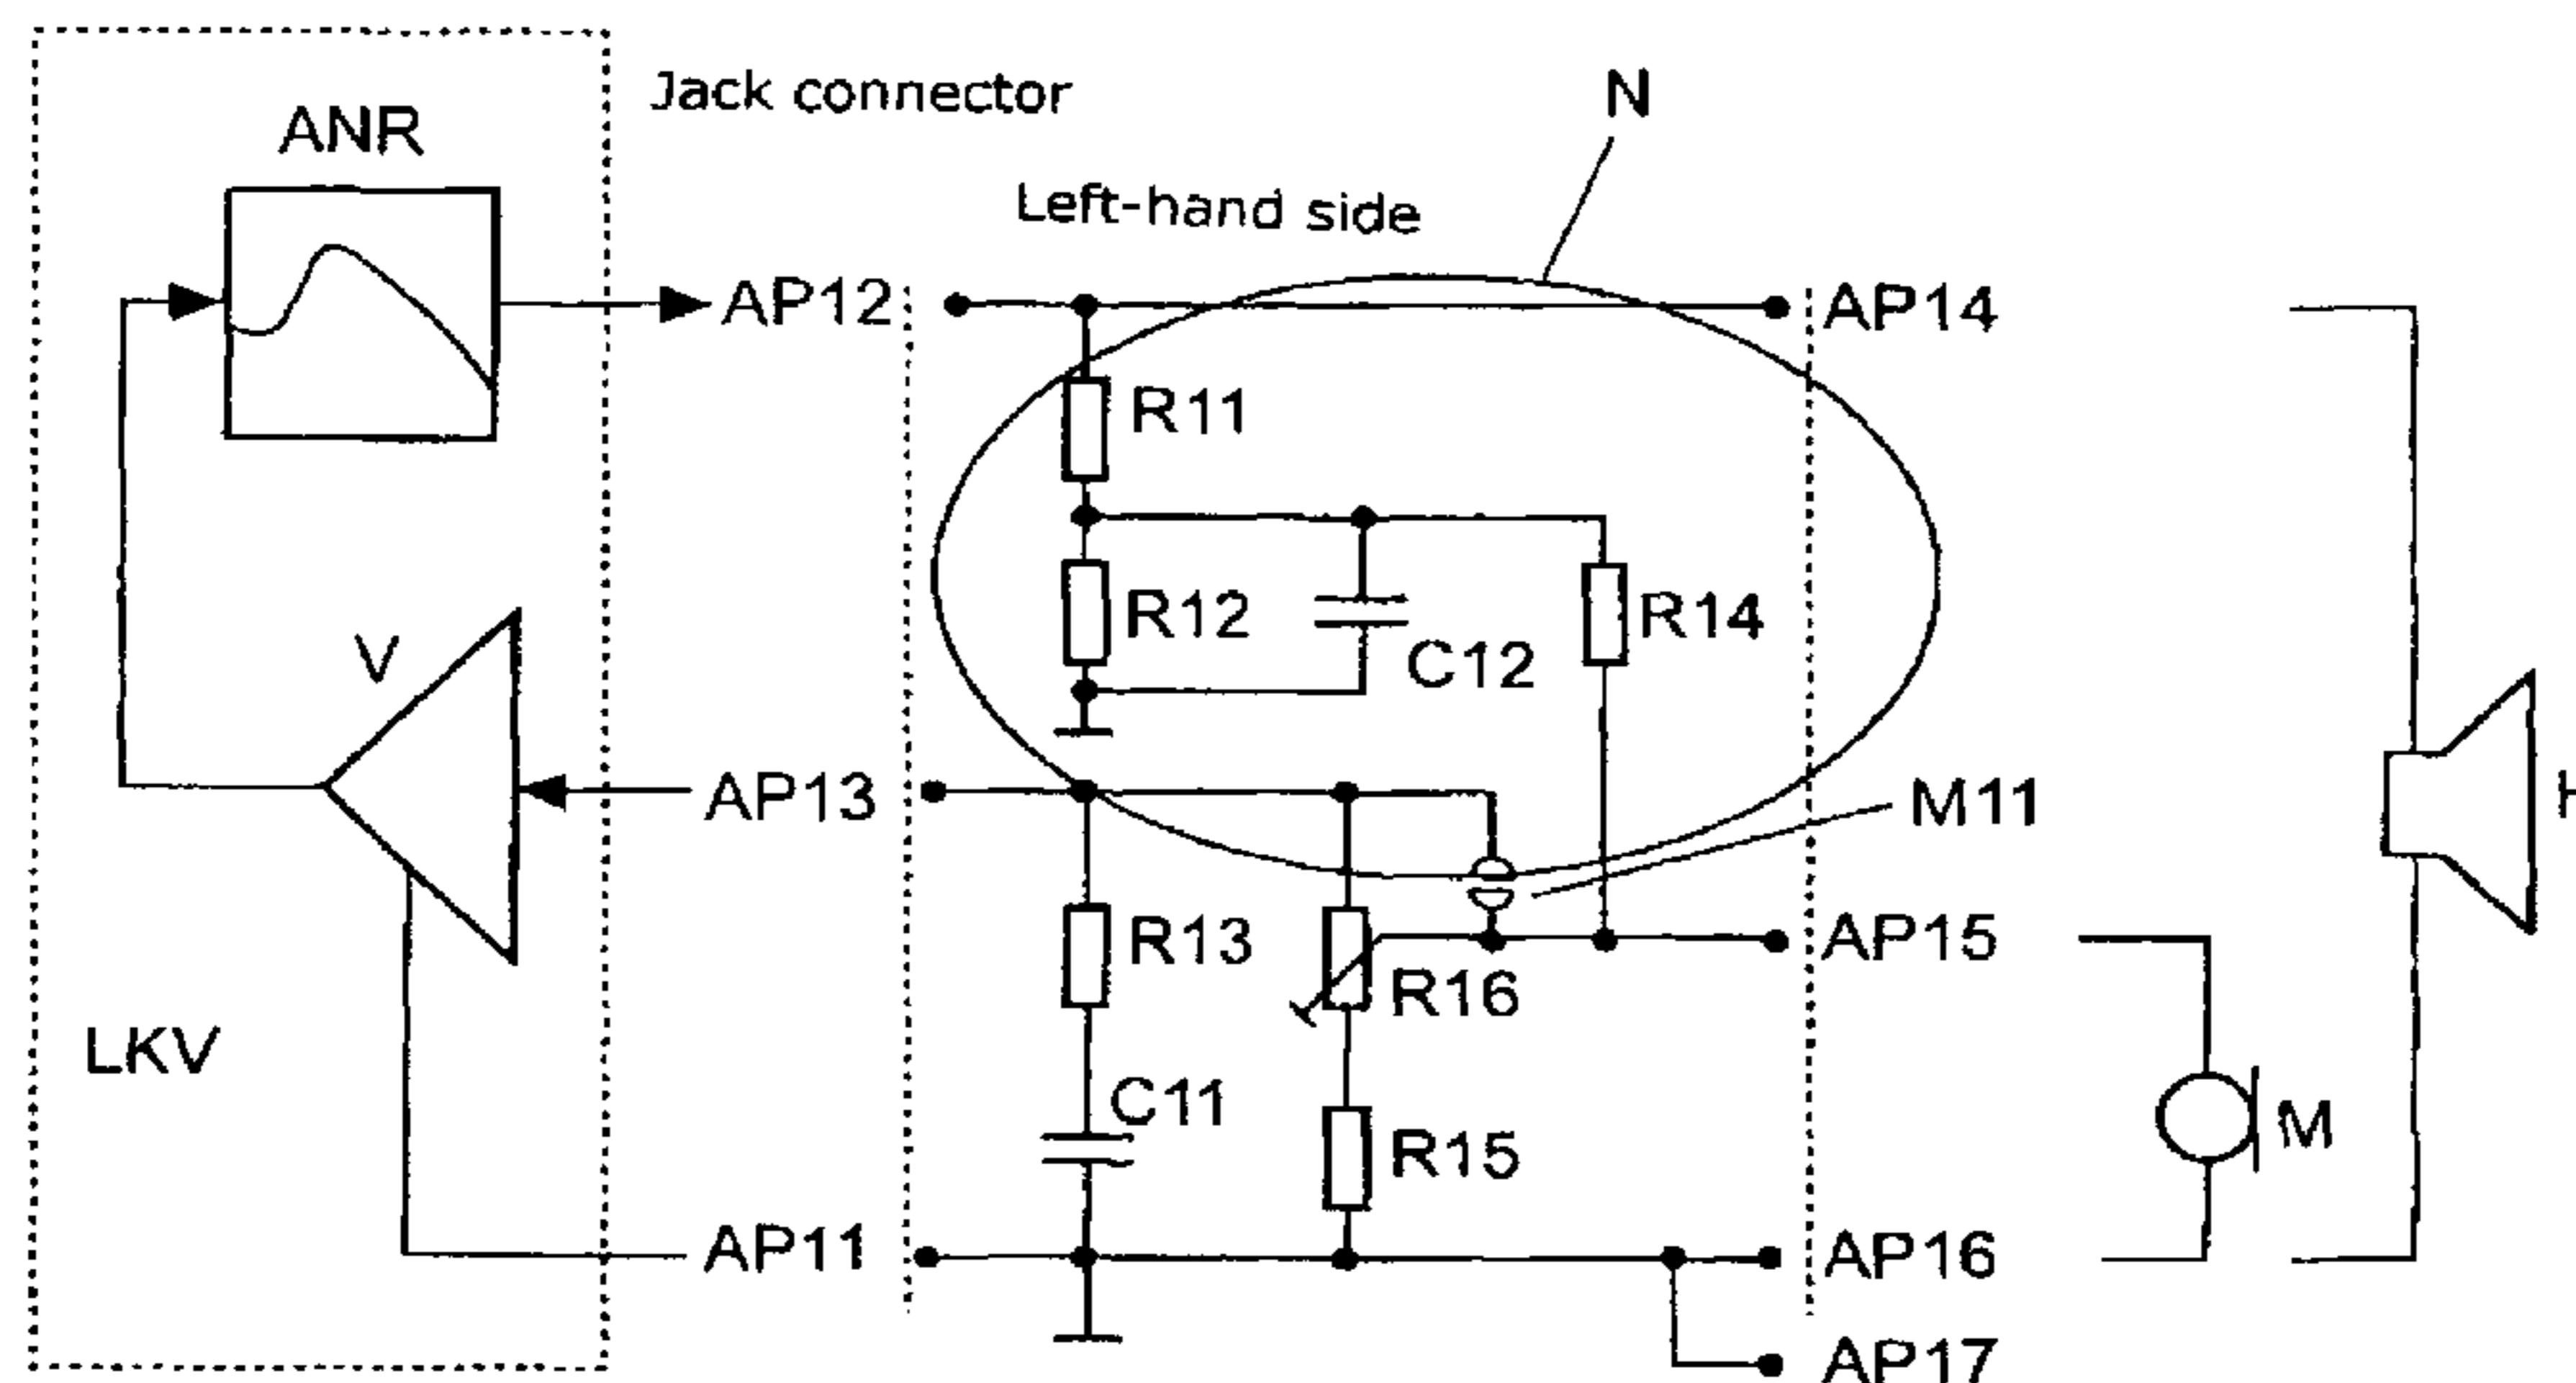 Jack connector
N
ANR
Left-hand side
AP12
AP14
R11
R12
C12
R14
V
AP13
M11
R13
AP15
R16
LKV
C11
M
R15
AP11
AP16
AP17